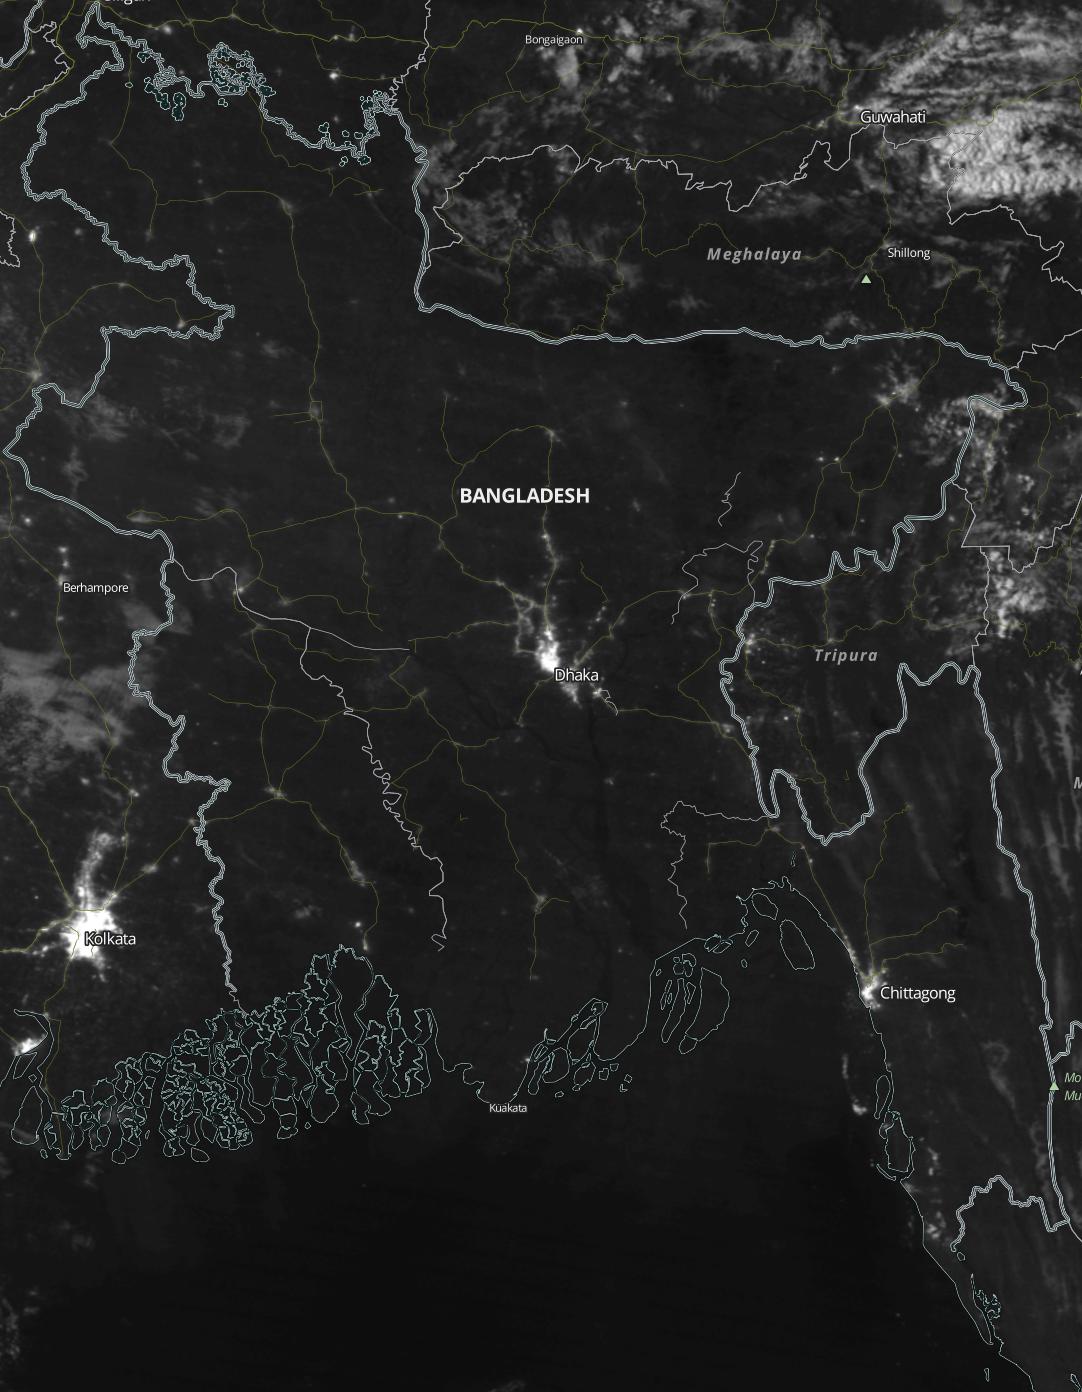 Bongaigaon
Guwahati
Meghalaya
Shillong
BANGLADESH
Berhampore
Dhaka
Tripura
Kolkata
Chittagong
Kuakata